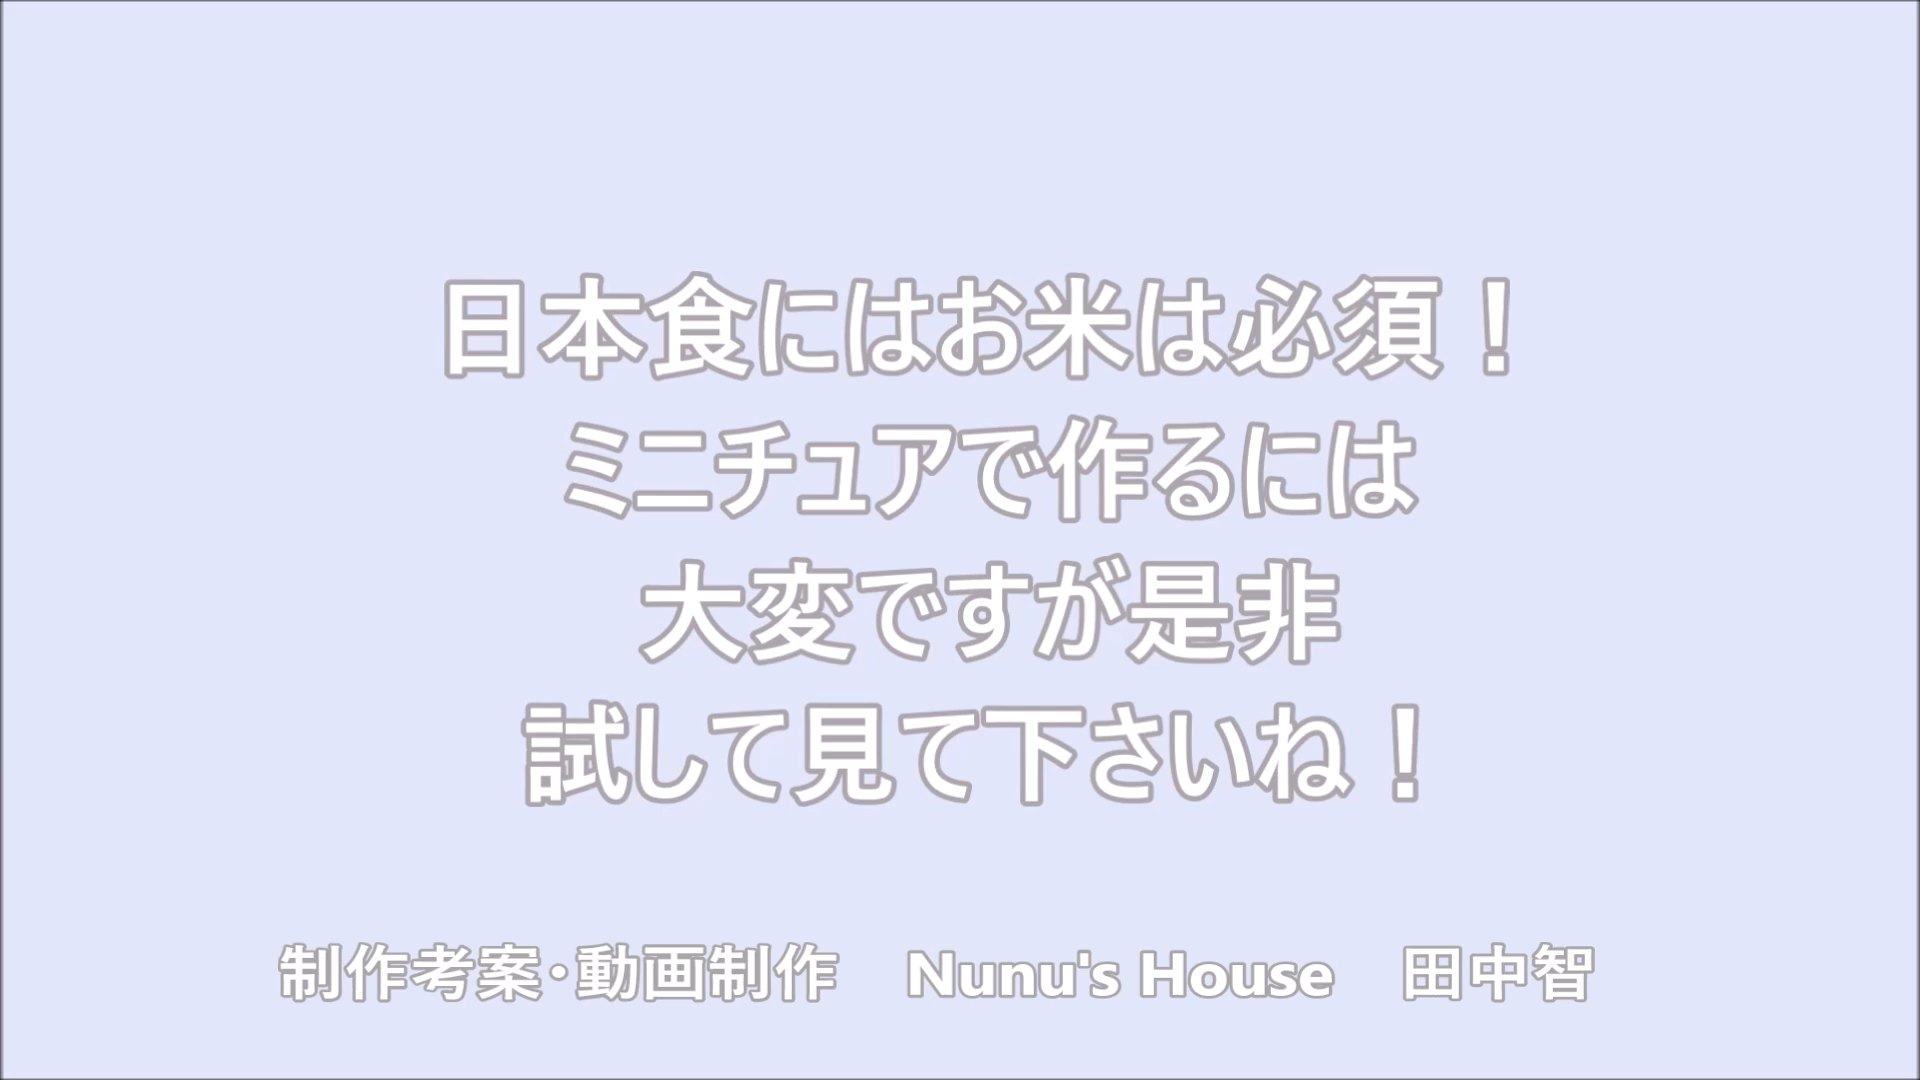 日本食にはお米は必須！
ミニチュアで作るには
大変ですが是非
試して見て下さいね！
制作考案・動画制作　Nunu's House　田中智